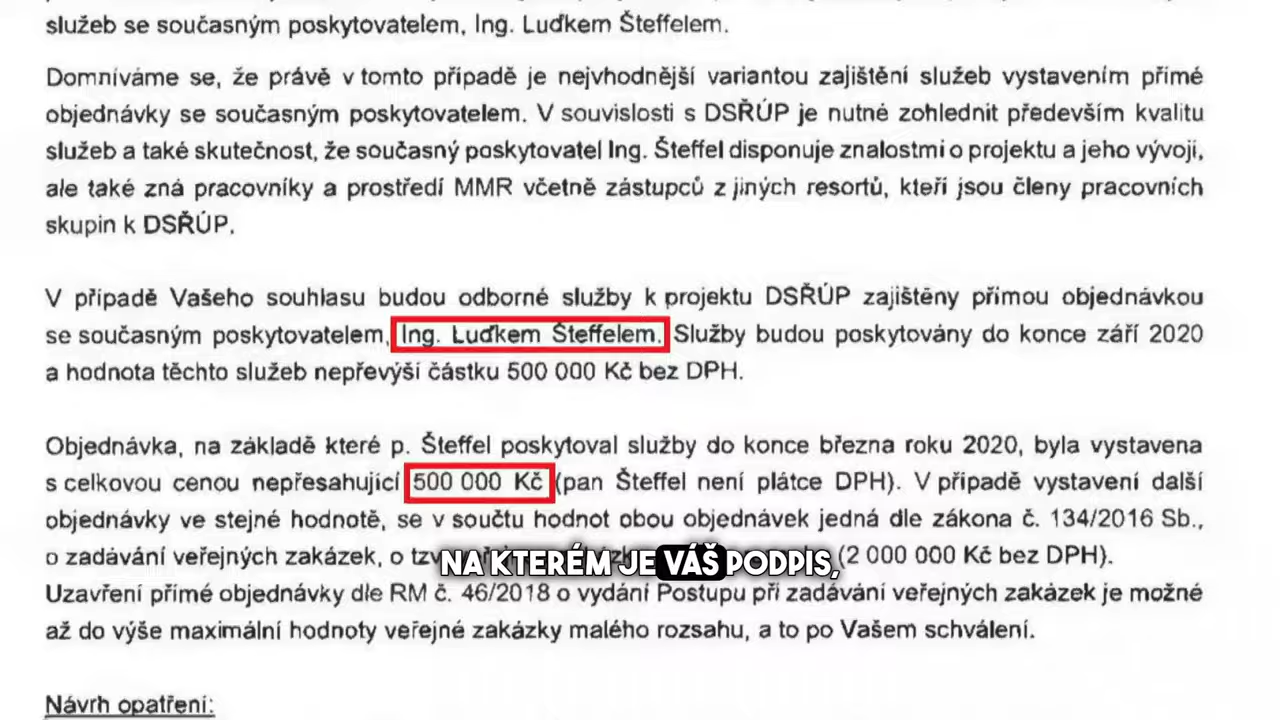 služeb se současným poskytovatelem, Ing. Luďkem Šteffelem.
Domníváme se, že právě v tomto případě je nejvhodnější variantou zajištění služeb vystavením přímé
objednávky se současným poskytovatelem. V souvislosti s DSŘÚP je nutné zohlednit především kvalitu
služeb a také skutečnost, že současný poskytovatel Ing. Šteffel disponuje znalostmi o projektu a jeho vývoji,
ale také zná pracovníky a prostředí MMR včetně zástupců z jiných resortů, kteří jsou členy pracovních
skupin k DSŘÚP.
V případě Vašeho souhlasu budou odborné služby k projektu DSŘÚP zajištěny přímou objednávkou
se současným poskytovatelem, Ing. Luďkem Šteffelem. Služby budou poskytovány do konce září 2020
a hodnota těchto služeb nepřevýší částku 500 000 Kč bez DPH.
Objednávka, na základě které p. Šteffel poskytoval služby do konce března roku 2020, byla vystavena
s celkovou cenou nepřesahující 500 000 Kč (pan Šteffel není plátce DPH). V případě vystavení další
objednávky ve stejné hodnotě, se v součtu hodnot obou objednávek jedná dle zákona č. 134/2016 Sb.,
o zadávání veřejných zakázek, o (2 000 000 Kč bez DPH).
NA KTERÉM JE VÁŠ PODPIS,
Uzavření přímé objednávky dle RM č. 46/2018 o vydání Postupu při zadávání veřejných zakázek je možné
až do výše maximální hodnoty veřejné zakázky malého rozsahu, a to po Vašem schválení.
Návrh opatření: